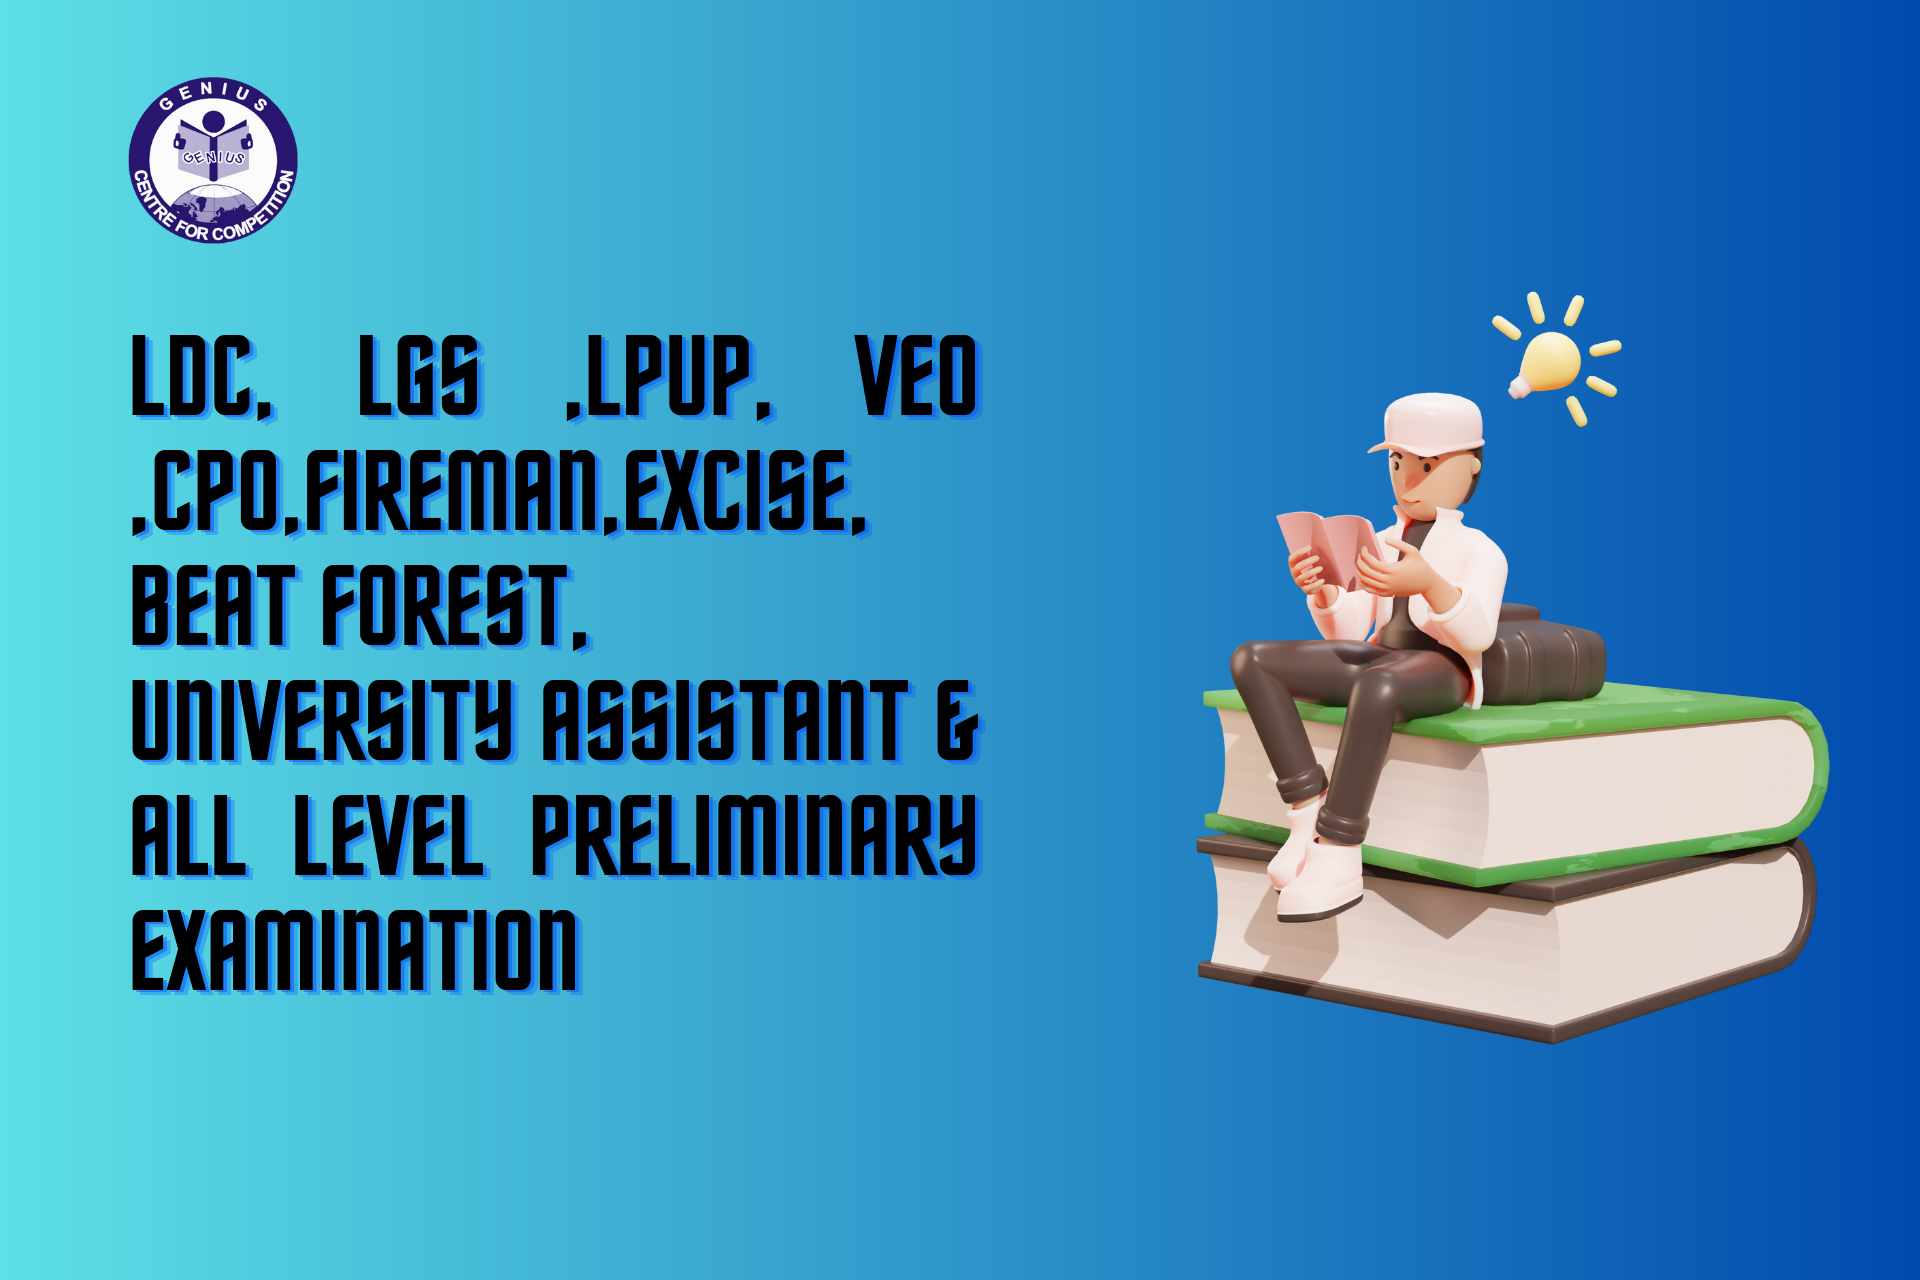 GENIUS
GENIUS
CENTRE FOR COMPETITION
LDC, LGS ,LPUP, VEO
,CPO,FIREMAN,EXCISE,
BEAT FOREST,
UNIVERSITY ASSISTANT &
ALL LEVEL PRELIMINARY
EXAMINATION